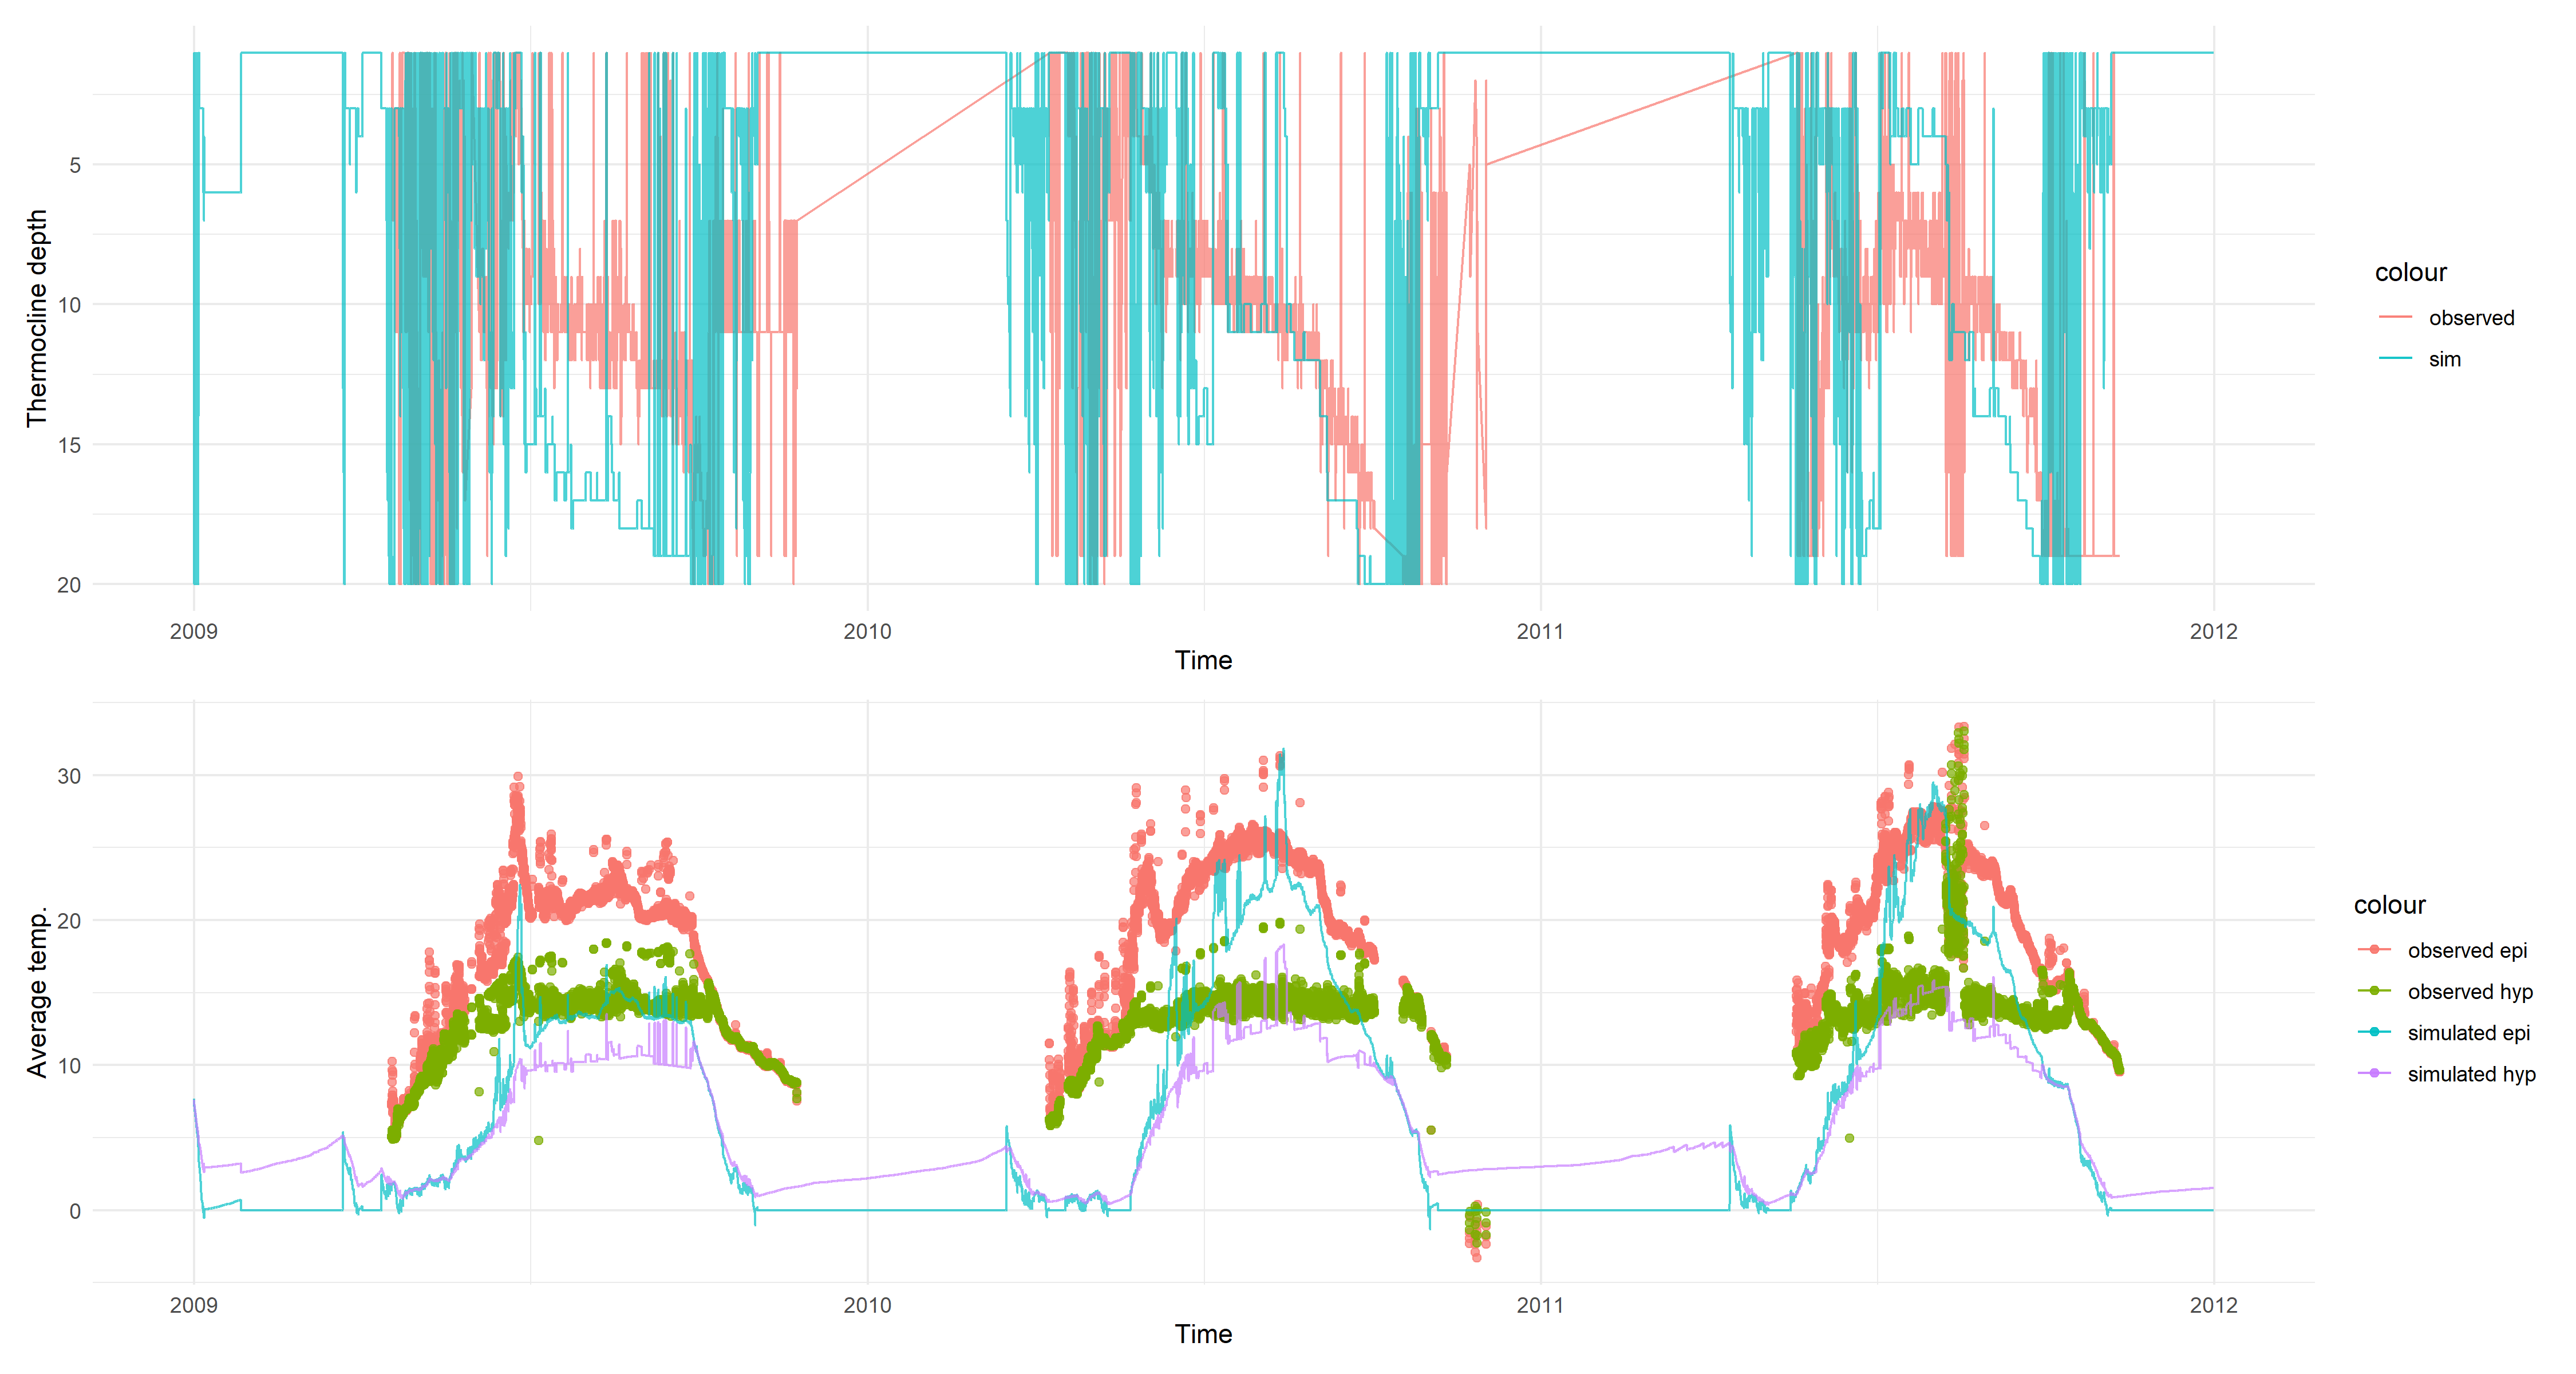 Thermocline depth
5
10
15
20
2009
2010
2011
2012
Time
colour
observed
sim
Average temp.
30
20
10
0
2009
2010
2011
2012
Time
colour
observed epi
observed hyp
simulated epi
simulated hyp